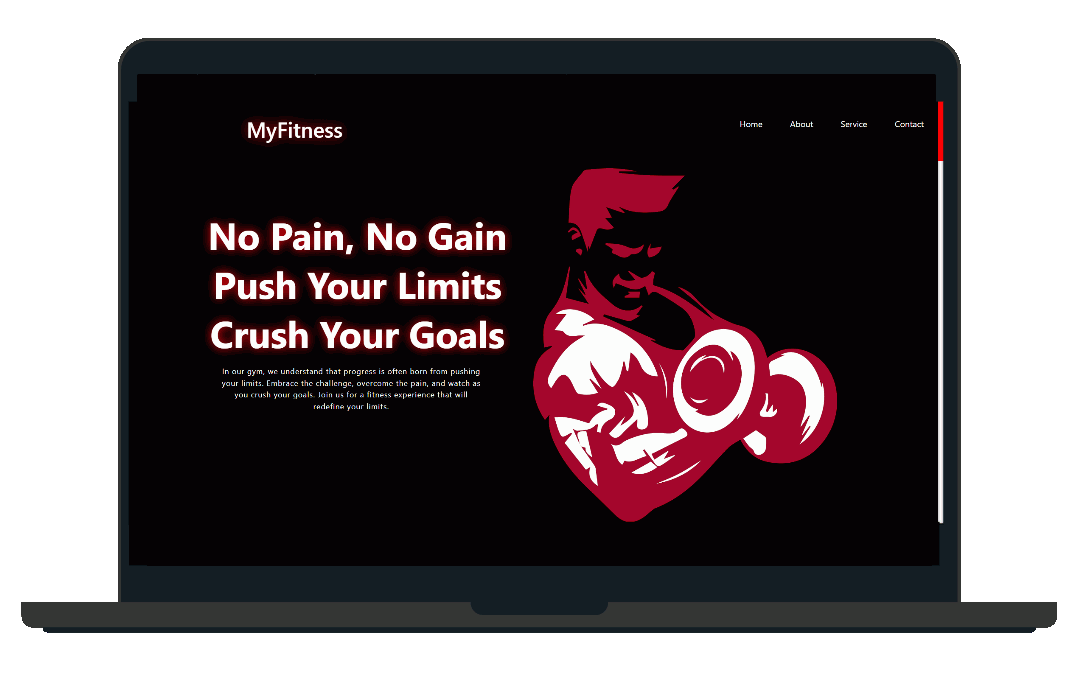 MyFitness
Home About Service Contact
No Pain, No Gain
Push Your Limits
Crush Your Goals
In our gym, we understand that progress is often born from pushing
your limits. Embrace the challenge, overcome the pain, and watch as
you crush your goals. Join us for a fitness experience that will
redefine your limits.